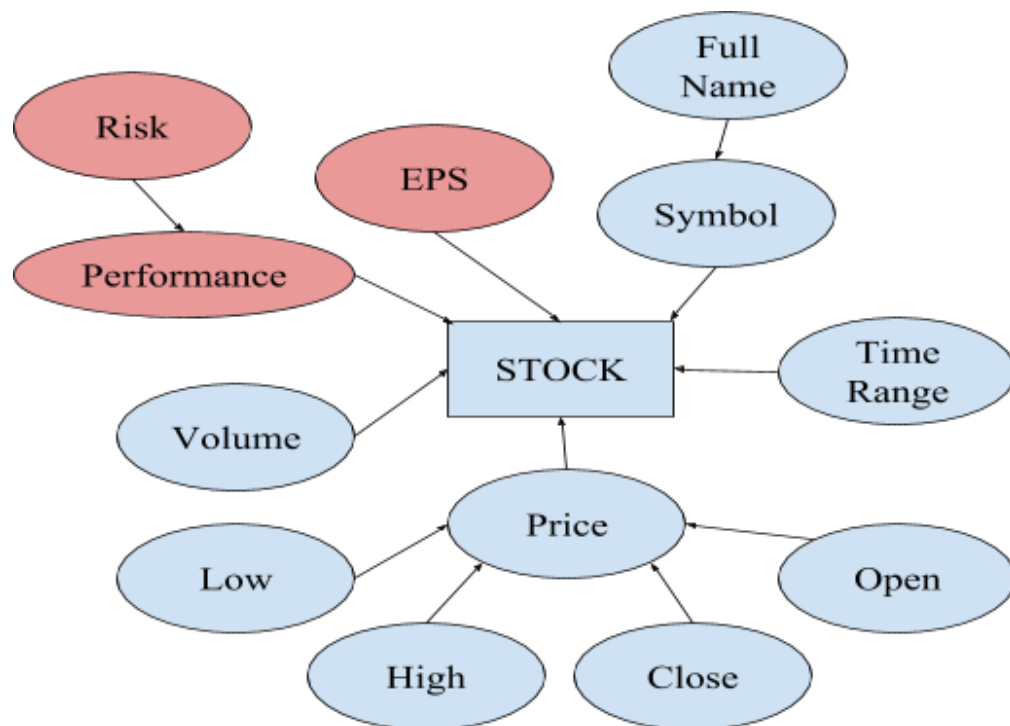 Full
Name
Risk
EPS
Symbol
Performance
STOCK
Time
Range
Volume
Price
Low
Open
High
Close